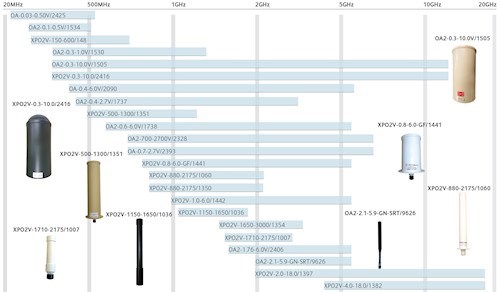 20MHz 500MHz 1GHz 2GHz 10GHz 20GHz
OA-0.03-0.50V/2425
OA2-0.1-0.5V/1534
XPO2V-150-600/148
OA2-0.3-10.0V/1505
OA2-0.3-1.0V/1530
OA2-0.3-10.0V/1505
XPO2V-0.3-10.0/2416
OA-0.4-6.0V/2090
XPO2V-0.3-10.0/2416
OA2-0.4-2.7V/1737
XPO2V-500-1300/1351
OA2-0.6-6.0V/1738
XPO2V-0.8-6.0-GF/1441
OA2-700-2700V/2328
OA-0.7-2.7V/2391
XPO2V-500-1300/1351
XPO2V-0.8-6.0-GF/1441
XPO2V-880-2175/1060
XPO2V-880-2175/1350
XPO2V-880-2175/1060
XPO2V-1.0-6.0/1442
XPO2V-1150-1650/1036
XPO2V-1150-1650/1036
OA2-2.1-5.9-GN-SRT/9626
XPO2V-1650-3000/1354
XPO2V-1710-2175/1007
XPO2V-1710-2175/1007
OA2-1.76-6.0V/2406
OA2-2.1-5.9-GN-SRT/9626
XPO2V-2.0-18.0/1397
XPO2V-4.0-18.0/1382